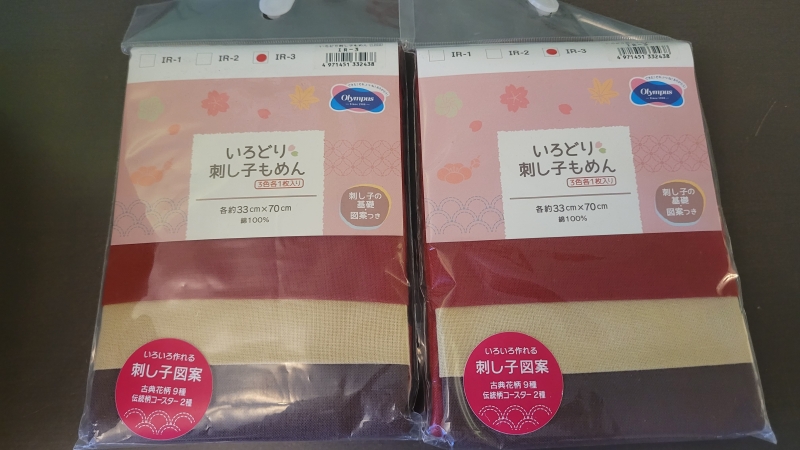 IR-1
IR-2
IR-3
IR-3
4 971451 332438
Olympus
いろどり
刺し子もめん
3色各1枚入り
各約33cm×70cm
綿100%
刺し子の
基礎
図案つき
いろいろ作れる
刺し子図案
古典花柄 9種
伝統柄コースター 2種
IR-1
IR-2
IR-3
4 971451 332438
Olympus
いろどり
刺し子もめん
3色各1枚入り
各約33cm×70cm
綿100%
刺し子の
基礎
図案つき
いろいろ作れる
刺し子図案
古典花柄 9種
伝統柄コースター 2種